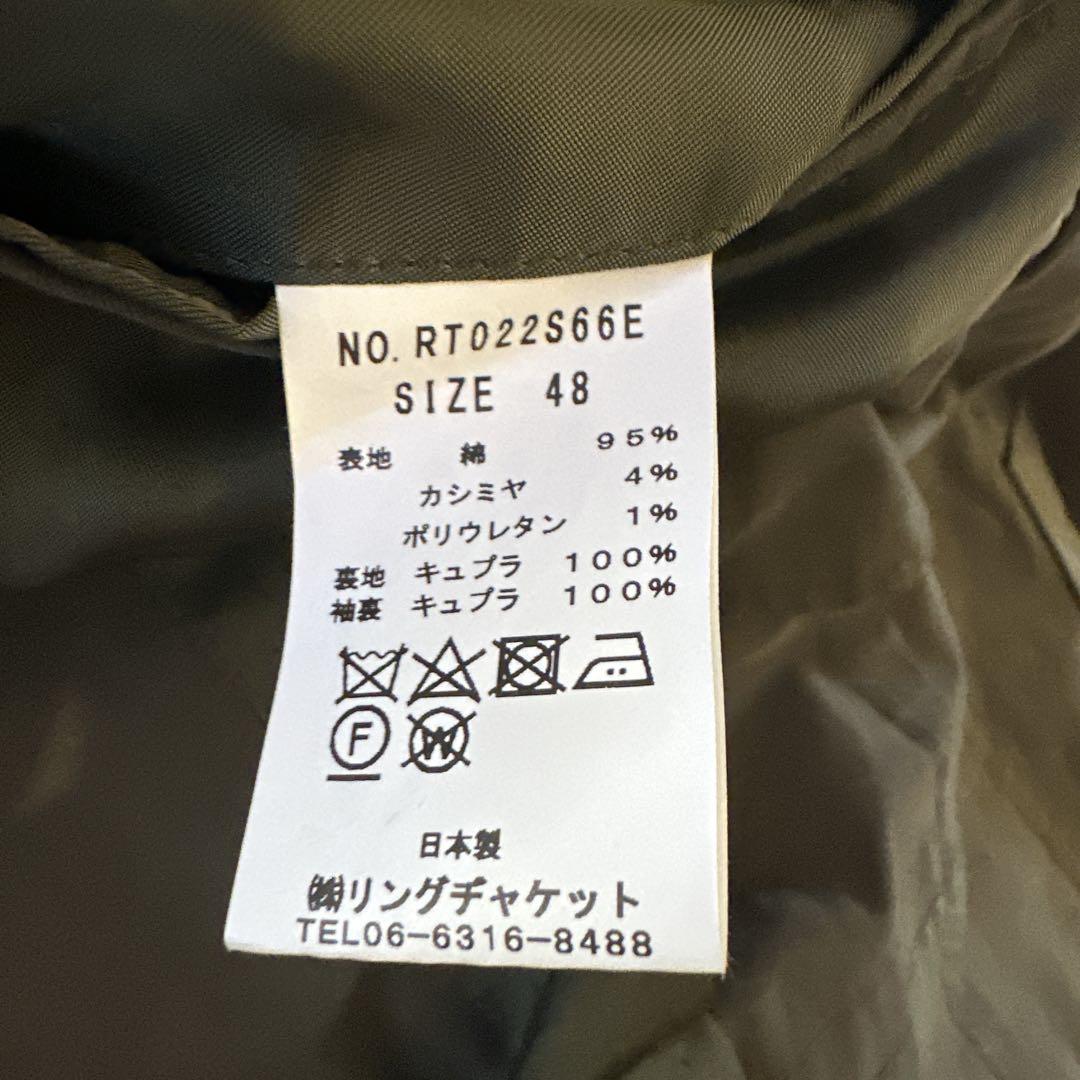 NO. RT022S66E
SIZE 48
表地 綿 95%
カシミヤ 4%
ポリウレタン 1%
裏地 キュプラ 100%
袖裏 キュプラ 100%
F
W
日本製
㈱リングヂャケット
TEL06-6316-8488